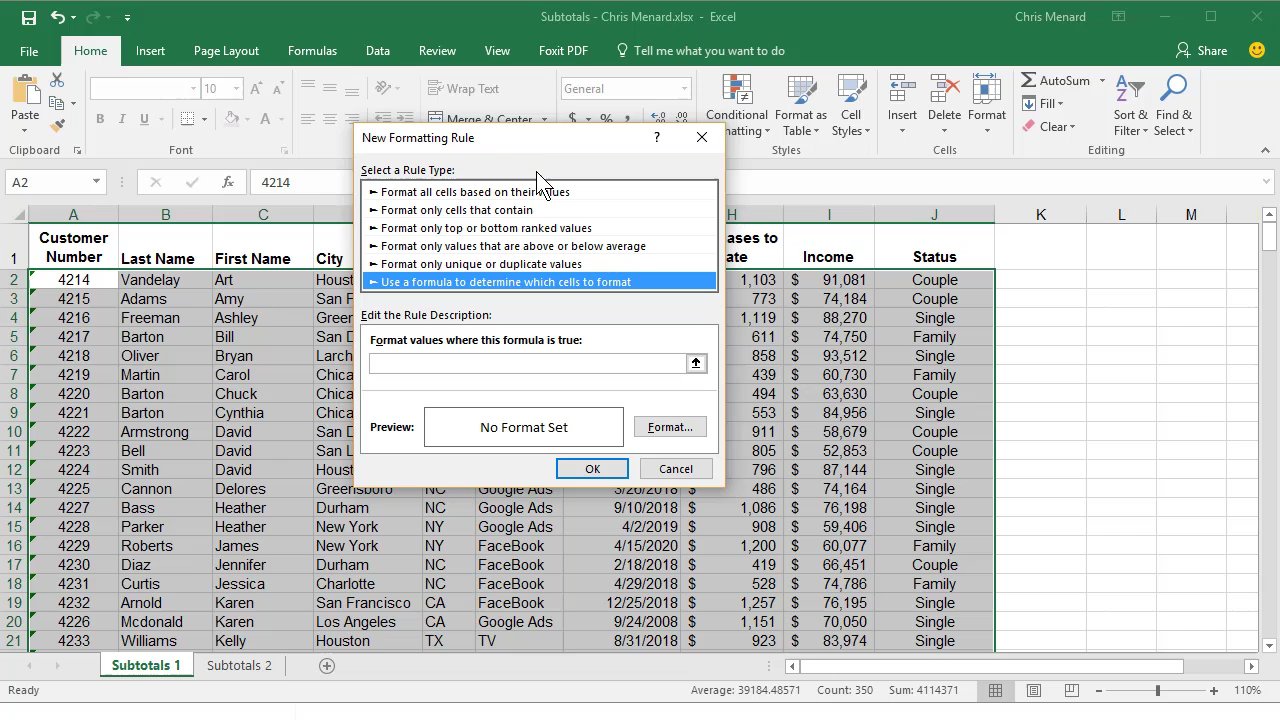 Subtotals - Chris Menard.xlsx - Excel
Chris Menard
File Home Insert Page Layout Formulas Data Review View Foxit PDF Tell me what you want to do Share
Paste
Clipboard
10
B I U
A
Font
Wrap Text
Merge & Center
General
$ %
Conditional
Formatting
Format as
Table
Cell
Styles
Styles
Insert
Delete
Format
Cells
AutoSum
Fill
Clear
Sort &
Filter
Find &
Select
Editing
A2
fx
4214
New Formatting Rule
?
Select a Rule Type:
► Format all cells based on their values
► Format only cells that contain
► Format only top or bottom ranked values
► Format only values that are above or below average
► Format only unique or duplicate values
► Use a formula to determine which cells to format
Edit the Rule Description:
Format values where this formula is true:
Preview:
No Format Set
Format...
OK
Cancel
A B C H I J K L M
1 Customer Number Last Name First Name City ases to ate Income Status
2 4214 Vandelay Art Hous 1,103 $ 91,081 Couple
3 4215 Adams Amy San F 773 $ 74,184 Couple
4 4216 Freeman Ashley Green 1,119 $ 88,270 Single
5 4217 Barton Bill San D 611 $ 74,750 Family
6 4218 Oliver Bryan Larch 858 $ 93,512 Single
7 4219 Martin Carol Chica 439 $ 60,730 Family
8 4220 Barton Chuck Chica 494 $ 63,630 Couple
9 4221 Barton Cynthia Chica 553 $ 84,956 Single
10 4222 Armstrong David San D 911 $ 58,679 Couple
11 4223 Bell David San L 805 $ 52,853 Couple
12 4224 Smith David Houst 796 $ 87,144 Single
13 4225 Cannon Delores Greensboro NC Google Ads 3/26/2018 $ 486 $ 74,164 Single
14 4227 Bass Heather Durham NC Google Ads 9/10/2018 $ 1,086 $ 76,198 Single
15 4228 Parker Heather New York NY Google Ads 4/2/2019 $ 908 $ 59,406 Single
16 4229 Roberts James New York NY FaceBook 4/15/2020 $ 1,200 $ 60,077 Family
17 4230 Diaz Jennifer Durham NC FaceBook 2/18/2018 $ 419 $ 66,451 Couple
18 4231 Curtis Jessica Charlotte NC FaceBook 4/29/2018 $ 528 $ 74,786 Family
19 4232 Arnold Karen San Francisco CA FaceBook 12/25/2018 $ 1,257 $ 76,195 Single
20 4226 Mcdonald Karen Los Angeles CA Google Ads 9/24/2008 $ 1,151 $ 70,050 Single
21 4233 Williams Kelly Houston TX TV 8/31/2018 $ 923 $ 83,974 Single
Subtotals 1 Subtotals 2
Ready
Average: 39184.48571 Count: 350 Sum: 4114371
110%